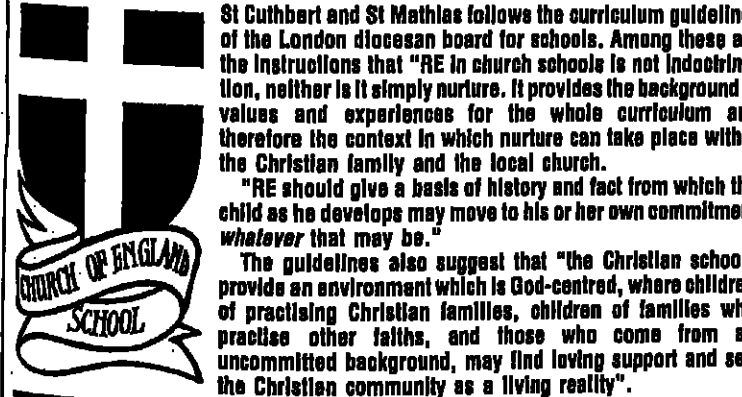 St Cuthbert and St Mathias follows the curriculum guidelin
of the London diocesan board for schools. Among these a
the instructions that "RE in church schools is not indoctrin
tion, neither is it simply nurture. It provides the background
values and experiences for the whole curriculum a
therefore the context in which nurture can take place with
the Christian family and the local church.
"RE should give a basis of history and fact from which th
child as he develops may move to his or her own commitme
whatever that may be."
The guidelines also suggest that "the Christian school
provide an environment which is God-centred, where childre
of practising Christian families, children of families wh
practise other faiths, and those who come from a
uncommitted background, may find loving support and se
the Christian community as a living reality".
CHURCH OF ENGLAND
SCHOOL